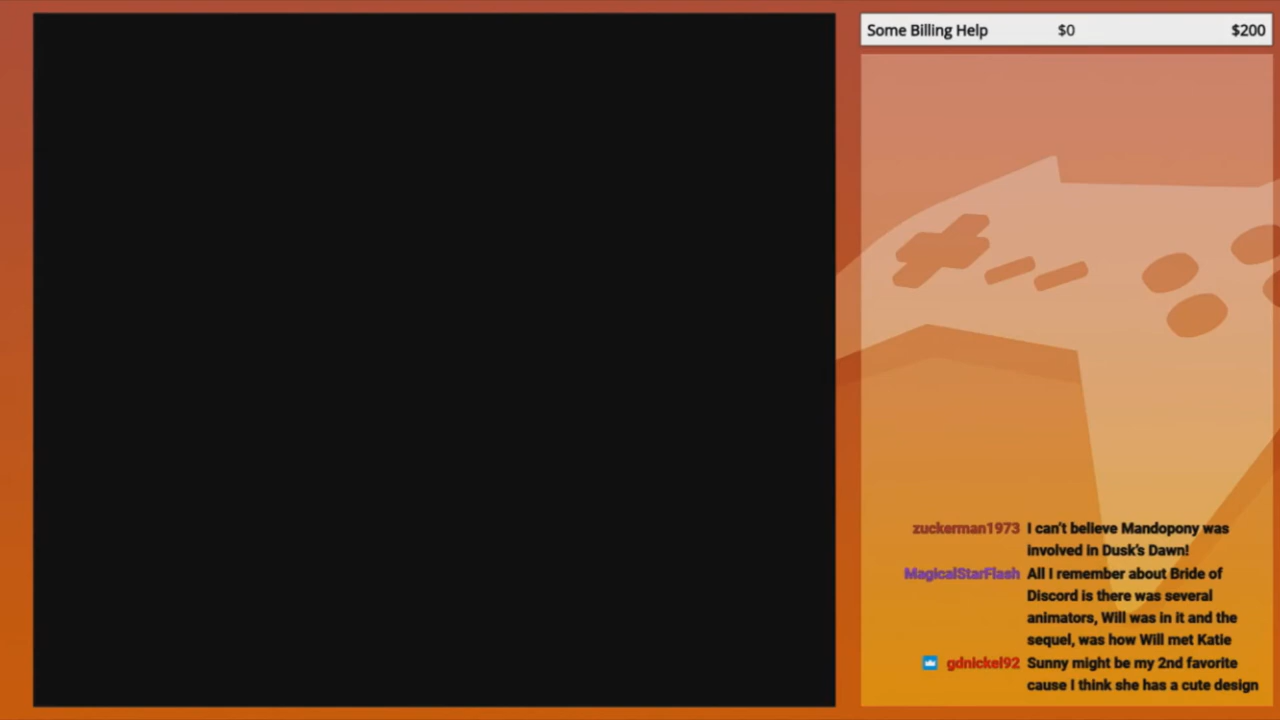 Some Billing Help $0 $200
zuckerman1973 I can't believe Mandopony was
involved in Dusk's Dawn!
MagicalStarFlash All I remember about Bride of
Discord is there was several
animators, Will was in it and the
sequel, was how Will met Katie
gdnickel92 Sunny might be my 2nd favorite
cause I think she has a cute design